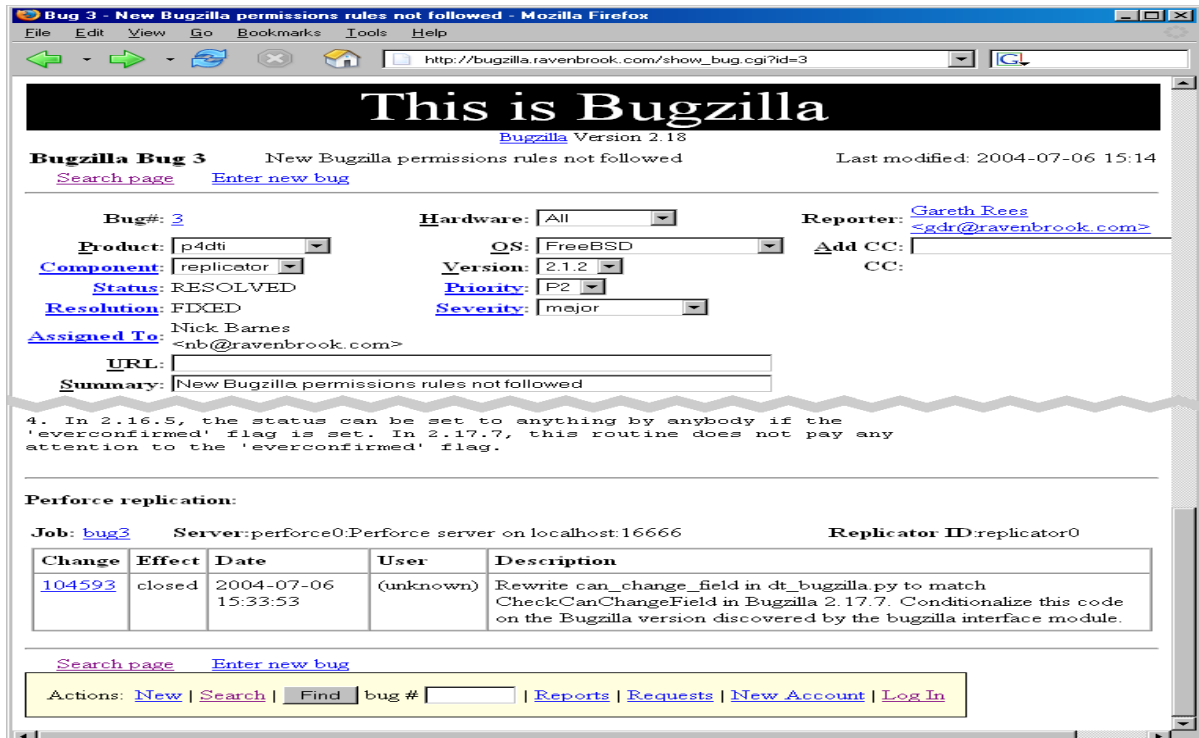 Bug 3 - New Bugzilla permissions rules not followed - Mozilla Firefox
File Edit View Go Bookmarks Tools Help
http://bugzilla.ravenbrook.com/show_bug.cgi?id=3
G
This is Bugzilla
Bugzilla Version 2.18
Bugzilla Bug 3 New Bugzilla permissions rules not followed Last modified: 2004-07-06 15:14
Search page Enter new bug
Bug#: 3 Hardware: All Reporter: Gareth Rees
<gdr@ravenbrook.com>
Product: p4dti OS: FreeBSD Add CC:
Component: replicator Version: 2.1.2 CC:
Status: RESOLVED Priority: P2
Resolution: FIXED Severity: major
Assigned To: Nick Barnes
<nb@ravenbrook.com>
URL:
Summary: New Bugzilla permissions rules not followed
4. In 2.16.5, the status can be set to anything by anybody if the
'everconfirmed' flag is set. In 2.17.7, this routine does not pay any
attention to the 'everconfirmed' flag.
Perforce replication:
Job: bug3 Server:perforce0:Perforce server on localhost:16666 Replicator ID:replicator0
Change Effect Date User Description
104593 closed 2004-07-06 (unknown) Rewrite can_change_field in dt_bugzilla.py to match
15:33:53 CheckCanChangeField in Bugzilla 2.17.7. Conditionalize this code
on the Bugzilla version discovered by the bugzilla interface module.
Search page Enter new bug
Actions: New | Search | Find bug # | Reports | Requests | New Account | Log In